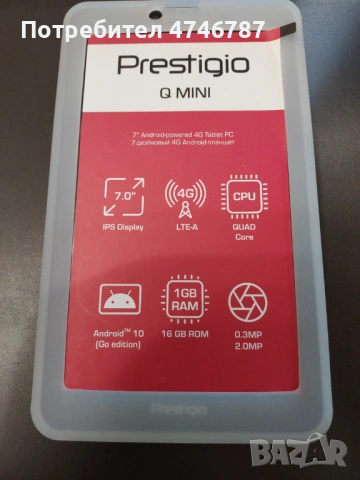 Потребител 4746787
Prestigio
Q MINI
7" Android-powered 4G Tablet PC
7-дюймовый 4G Android-планшет
7.0"
IPS Display
4G
LTE-A
CPU
QUAD
Core
Android™ 10
(Go edition)
1GB
RAM
16 GB ROM
0.3MP
2.0MP
Prestigio
BAZAR